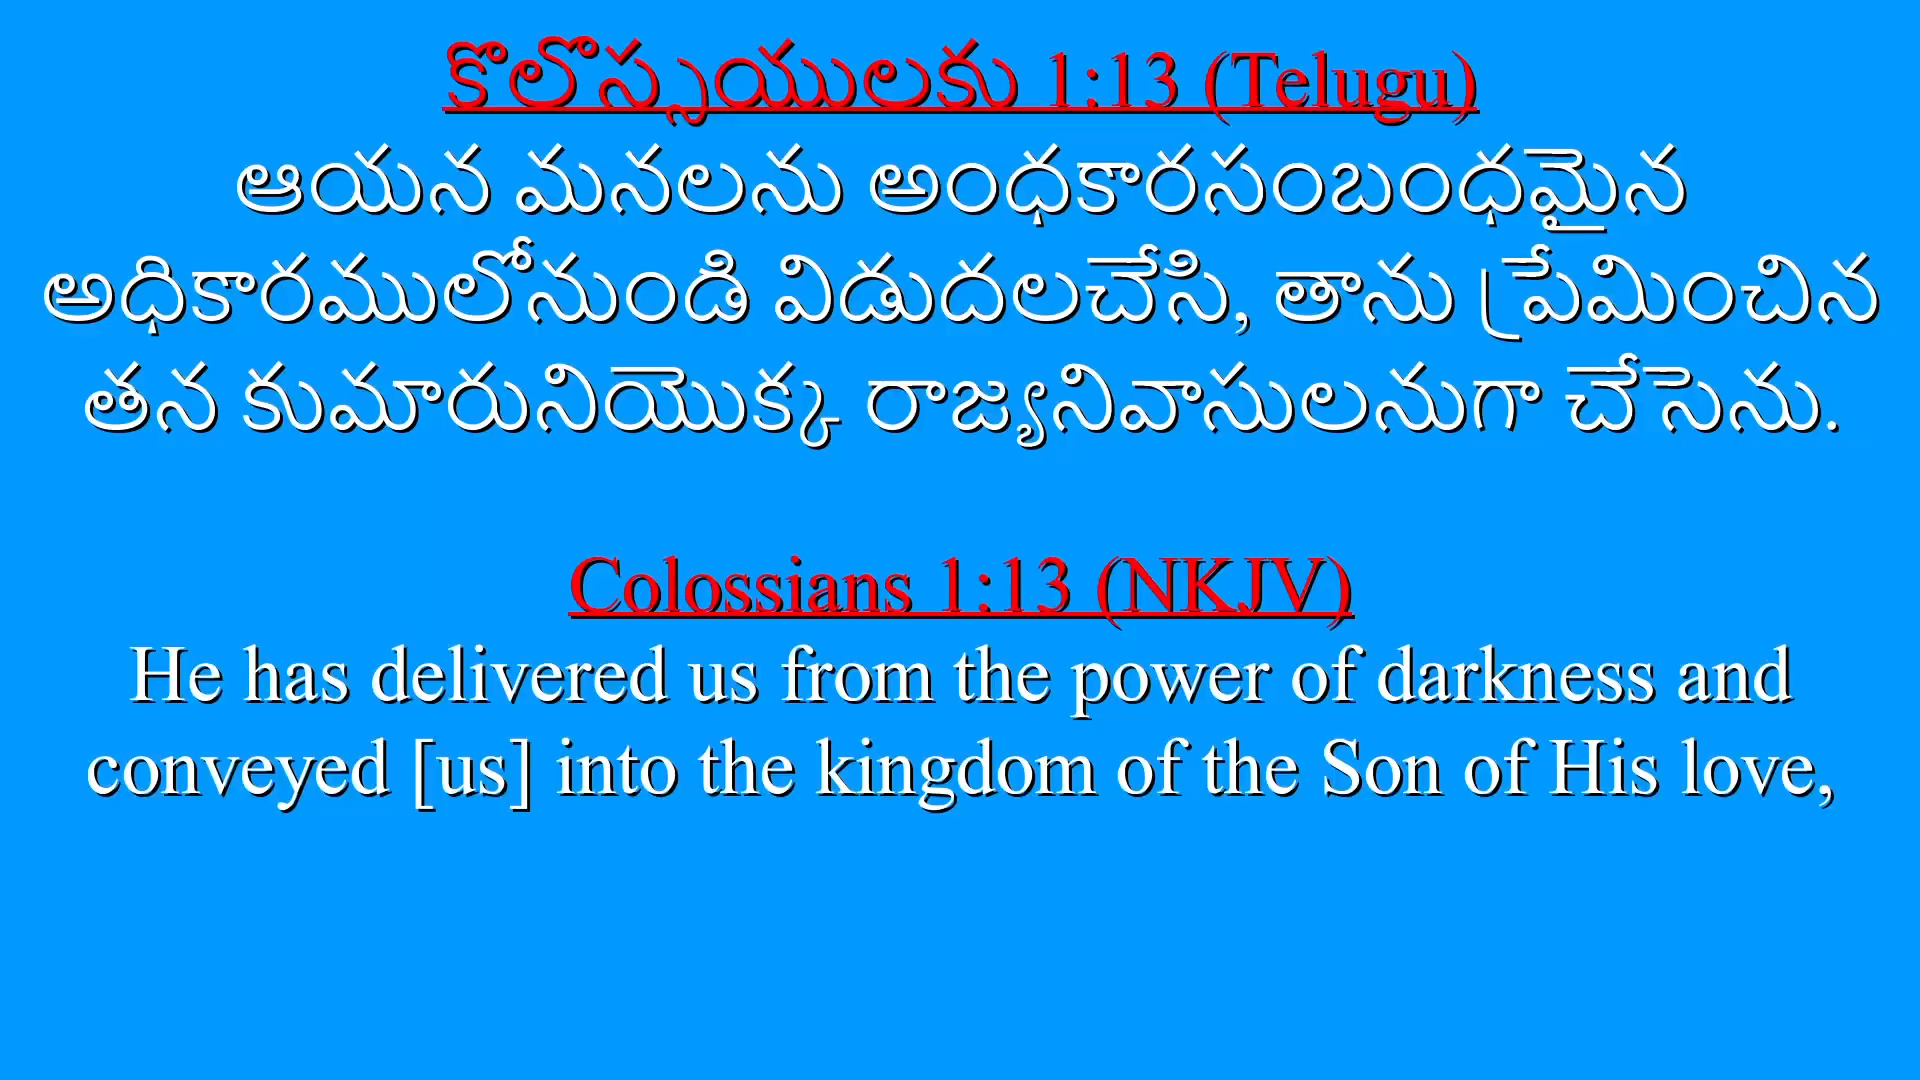 కొలొస్సయులకు 1:13 (Telugu)
ఆయన మనలను అంధకారసంబంధమైన
అధికారములోనుండి విడుదలచేసి, తాను ప్రేమించిన
తన కుమారునియొక్క రాజ్యనివాసులనుగా చేసెను.
Colossians 1:13 (NKJV)
He has delivered us from the power of darkness and
conveyed [us] into the kingdom of the Son of His love,